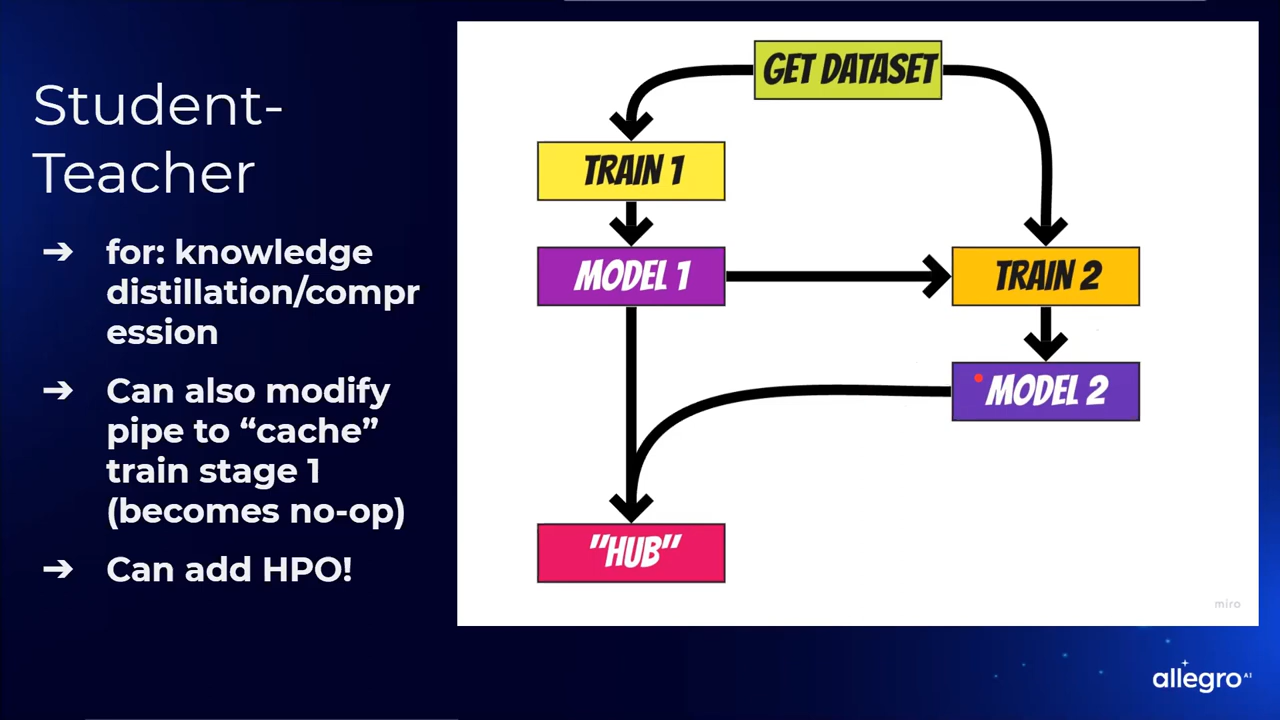 Student-
Teacher
➔ for: knowledge
distillation/compr
ession
➔ Can also modify
pipe to “cache”
train stage 1
(becomes no-op)
➔ Can add HPO!
GET DATASET
TRAIN 1
MODEL 1
TRAIN 2
MODEL 2
"HUB"
miro
allegro AI